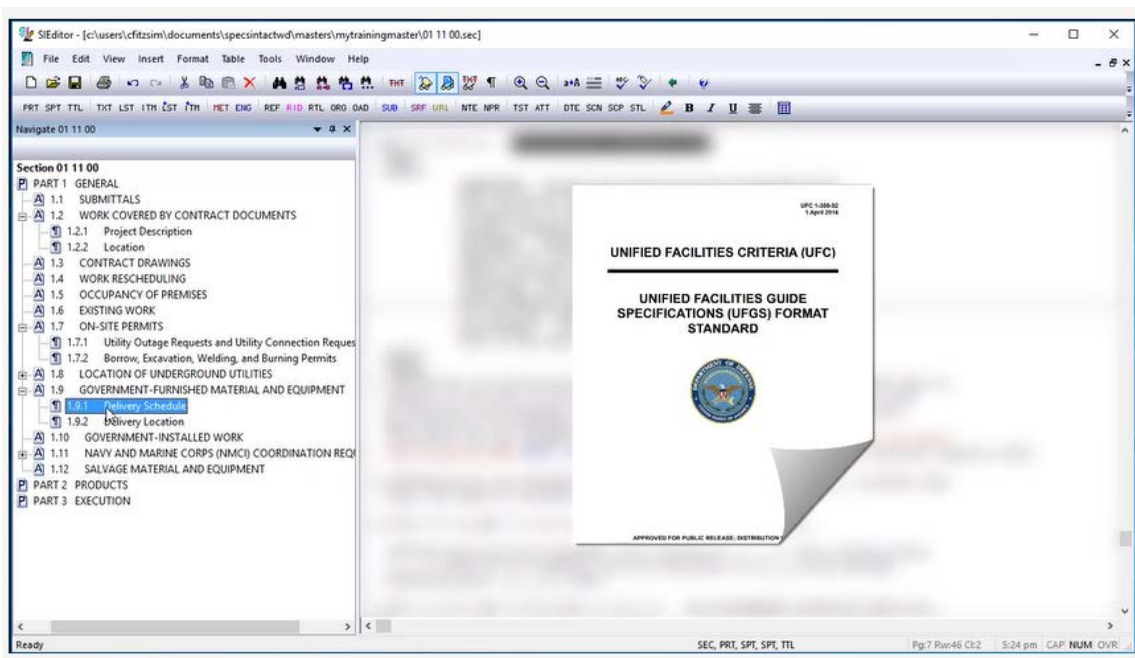 SIEditor - [c:\users\cfitzsim\documents\specsintactwd\masters\mytrainingmaster\01 11 00.sec]
File Edit View Insert Format Table Tools Window Help
THT
PRT SPT TTL TXT LST ITM LST ITM MET ENG REF RID RTL ORG OAD SUB SRF URL NTE NPR TST ATT DTE SCN SCP STL B I U
Navigate 01 11 00
Section 01 11 00
PART 1 GENERAL
1.1 SUBMITTALS
1.2 WORK COVERED BY CONTRACT DOCUMENTS
1.2.1 Project Description
1.2.2 Location
1.3 CONTRACT DRAWINGS
1.4 WORK RESCHEDULING
1.5 OCCUPANCY OF PREMISES
1.6 EXISTING WORK
1.7 ON-SITE PERMITS
1.7.1 Utility Outage Requests and Utility Connection Reques
1.7.2 Borrow, Excavation, Welding, and Burning Permits
1.8 LOCATION OF UNDERGROUND UTILITIES
1.9 GOVERNMENT-FURNISHED MATERIAL AND EQUIPMENT
1.9.1 Delivery Schedule
1.9.2 Delivery Location
1.10 GOVERNMENT-INSTALLED WORK
1.11 NAVY AND MARINE CORPS (NMCI) COORDINATION REQ
1.12 SALVAGE MATERIAL AND EQUIPMENT
PART 2 PRODUCTS
PART 3 EXECUTION
UFC 1-300-02
1 April 2014
UNIFIED FACILITIES CRITERIA (UFC)
UNIFIED FACILITIES GUIDE
SPECIFICATIONS (UFGS) FORMAT
STANDARD
APPROVED FOR PUBLIC RELEASE; DISTRIBUTION
Ready
SEC, PRT, SPT, SPT, TTL
Pg:7 Rw:46 Cl:2
5:24 pm
CAP NUM OVR